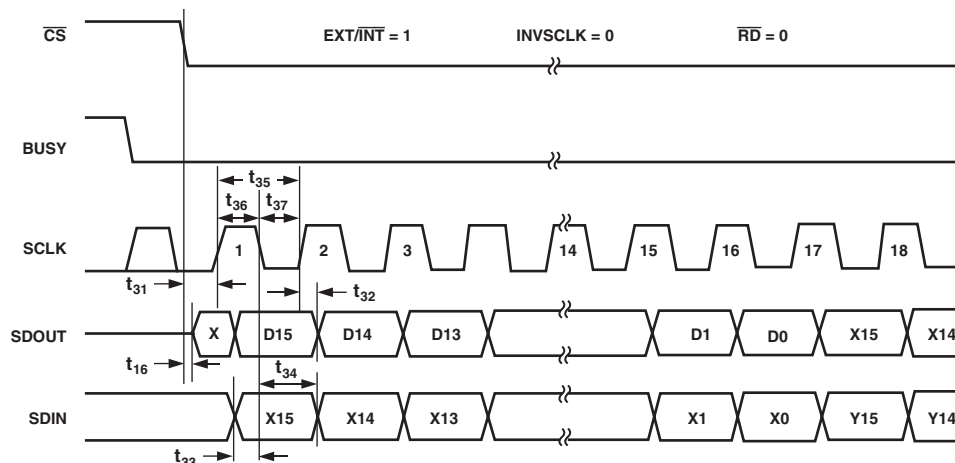 CS EXT/INT = 1 INVSCLK = 0 RD = 0
BUSY
t35
t36 t37
SCLK 1 2 3 14 15 16 17 18
t31 t32
SDOUT X D15 D14 D13 D1 D0 X15 X14
t16 t34
SDIN X15 X14 X13 X1 X0 Y15 Y14
t33